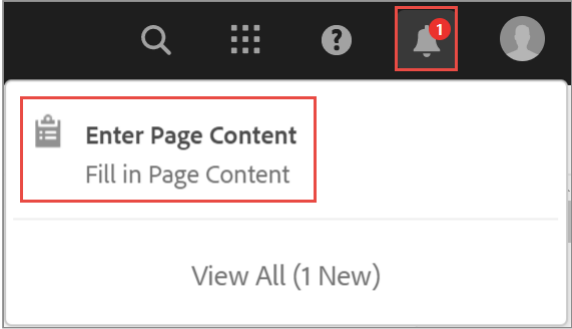 ?
1
Enter Page Content
Fill in Page Content
View All (1 New)